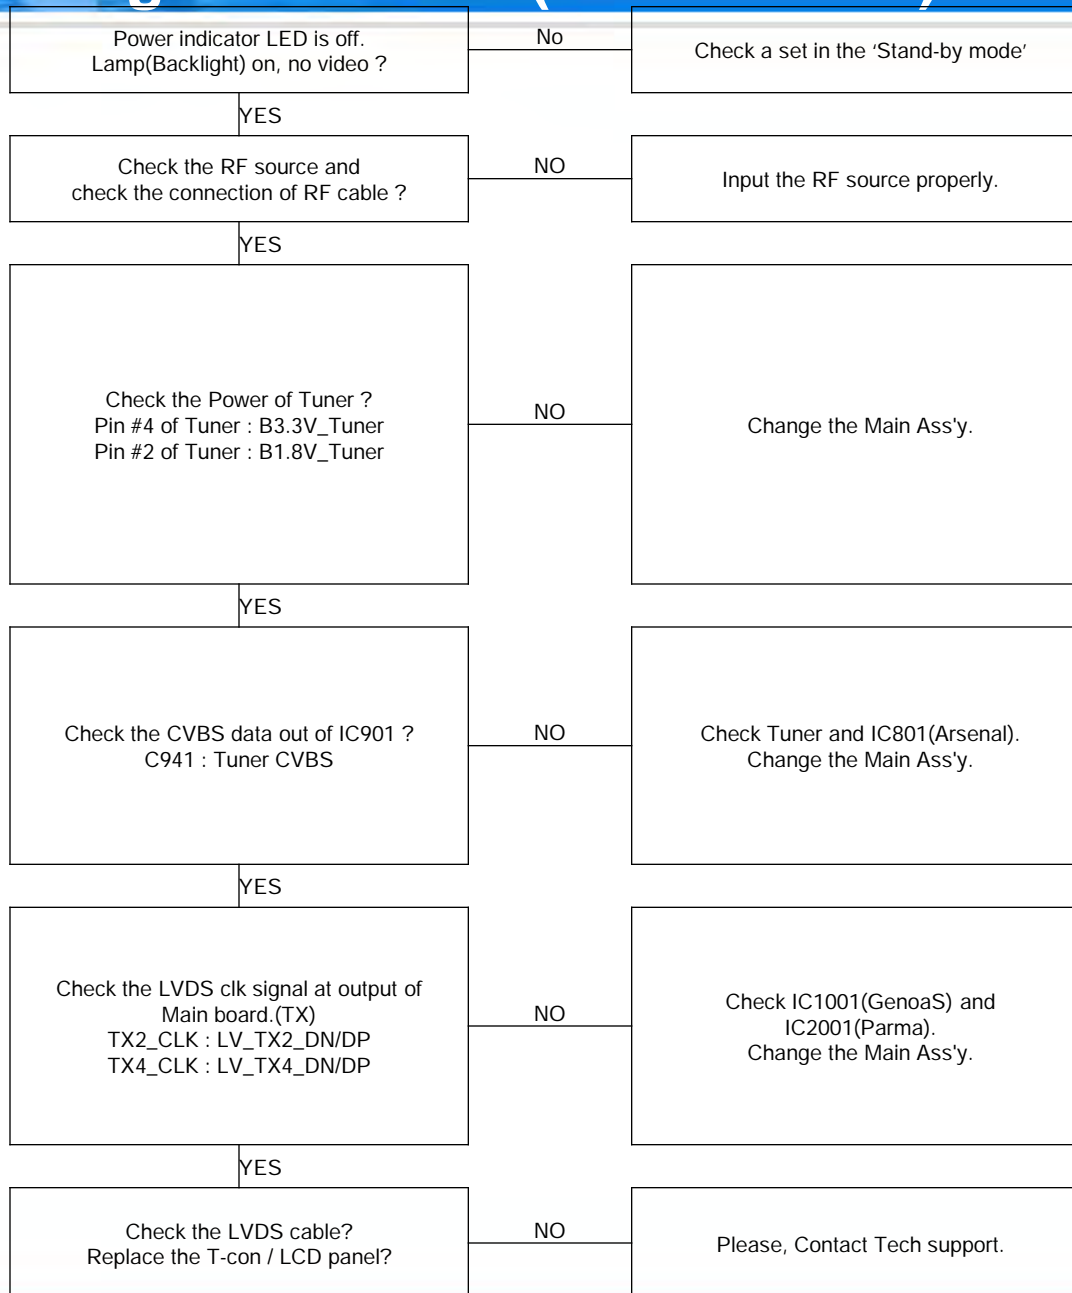 Power indicator LED is off.
Lamp(Backlight) on, no video ?
No
Check a set in the ‘Stand-by mode’
YES
Check the RF source and
check the connection of RF cable ?
NO
Input the RF source properly.
YES
Check the Power of Tuner ?
Pin #4 of Tuner : B3.3V_Tuner
Pin #2 of Tuner : B1.8V_Tuner
NO
Change the Main Ass'y.
YES
Check the CVBS data out of IC901 ?
C941 : Tuner CVBS
NO
Check Tuner and IC801(Arsenal).
Change the Main Ass'y.
YES
Check the LVDS clk signal at output of
Main board.(TX)
TX2_CLK : LV_TX2_DN/DP
TX4_CLK : LV_TX4_DN/DP
NO
Check IC1001(GenoaS) and
IC2001(Parma).
Change the Main Ass'y.
YES
Check the LVDS cable?
Replace the T-con / LCD panel?
NO
Please, Contact Tech support.